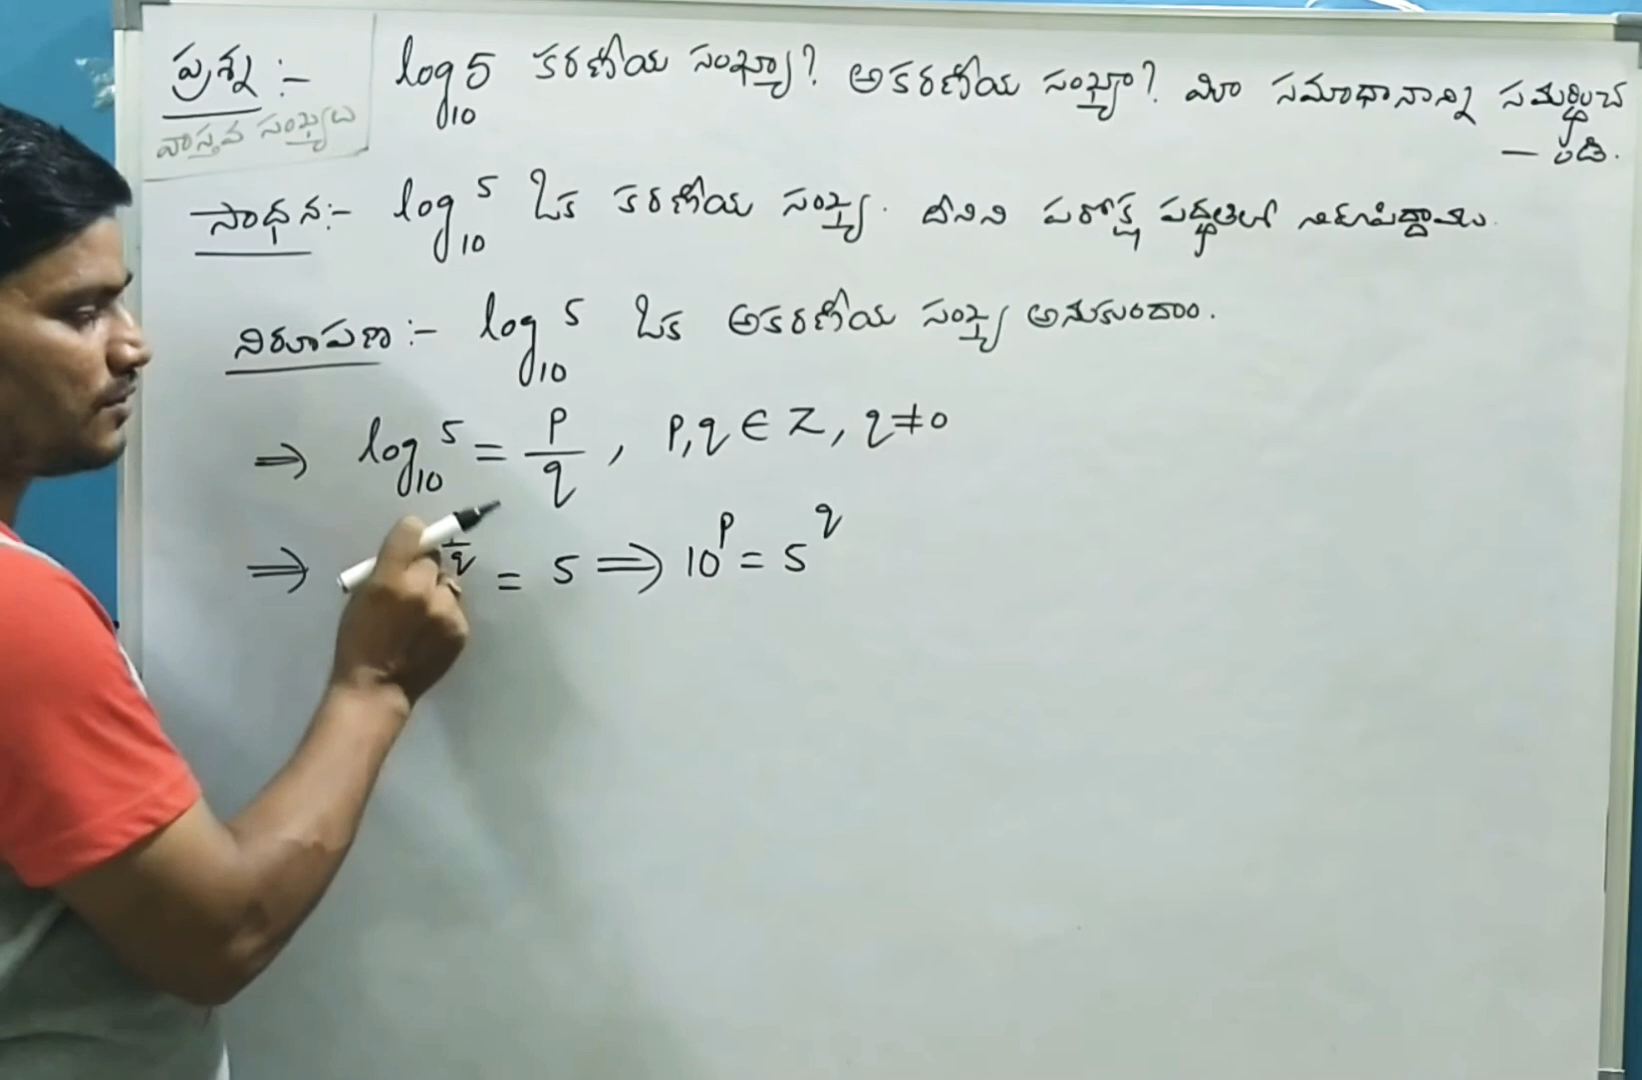 ప్రశ్న :- log₁₀5 కరణీయ సంఖ్యా? అకరణీయ సంఖ్యా? మీ సమాధానాన్ని సమర్థించ
వాస్తవ సంఖ్యలు
- ండి.
సాధన:- log₁₀5 ఒక కరణీయ సంఖ్య. దీనిని పరోక్ష పద్ధతిలో నిరూపిద్దాము.
నిరూపణ :- log₁₀5 ఒక అకరణీయ సంఖ్య అనుకుందాం.
⇒ log₁₀5 = p/q , p,q ∈ Z, q≠0
⇒ q = 5 ⇒ 10^p = 5^q